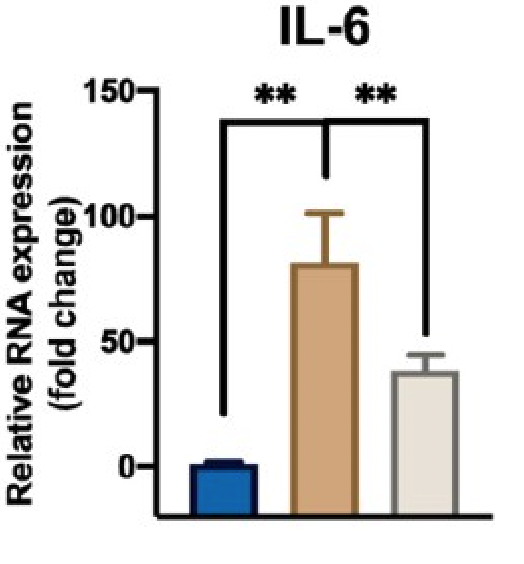 IL-6
** **
150
100
50
0
Relative RNA expression
(fold change)